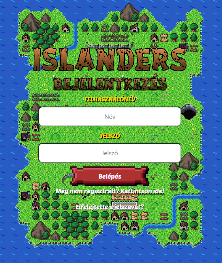 ISLANDERS
BEJELENTKEZÉS
FELHASZNÁLÓNÉV
Név
JELSZÓ
Jelszó
Belépés
Még nem regisztrált? Kattintson ide!
Elfelejtette jelszavát?